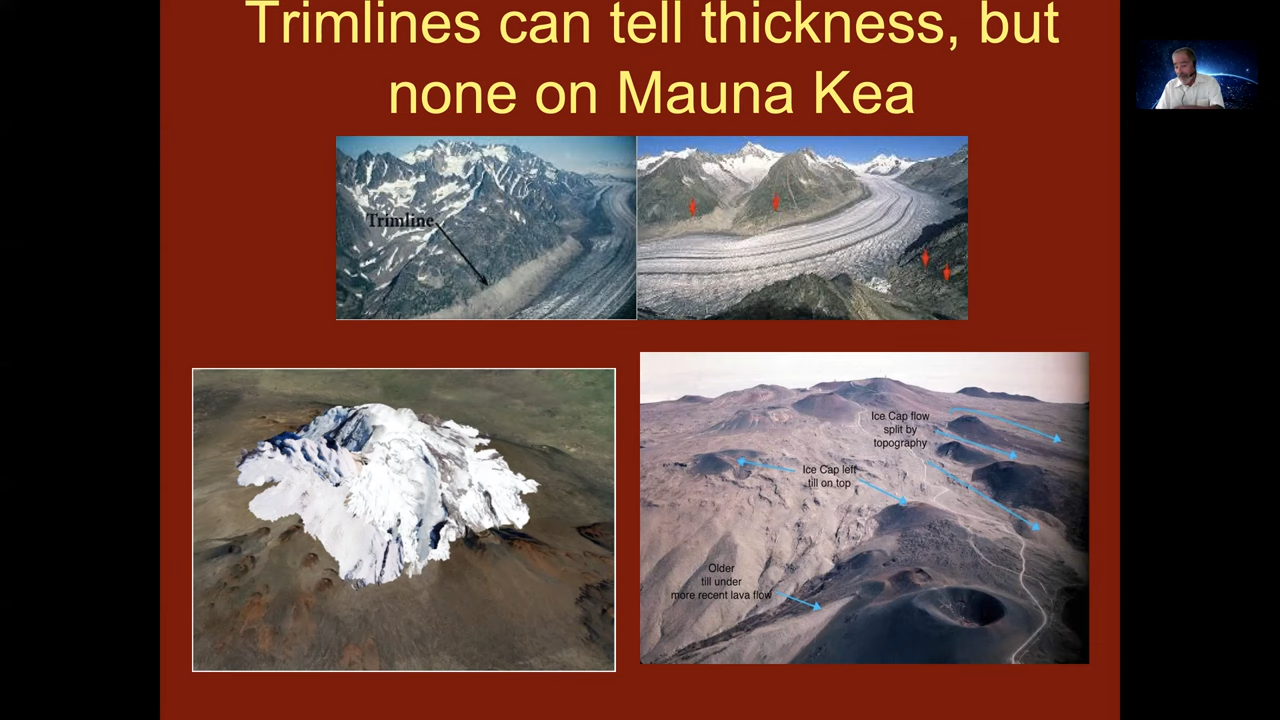 Trimlines can tell thickness, but
none on Mauna Kea
Trimline
Ice Cap flow
split by
topography
Ice Cap left
till on top
Older
till under
more recent lava flow